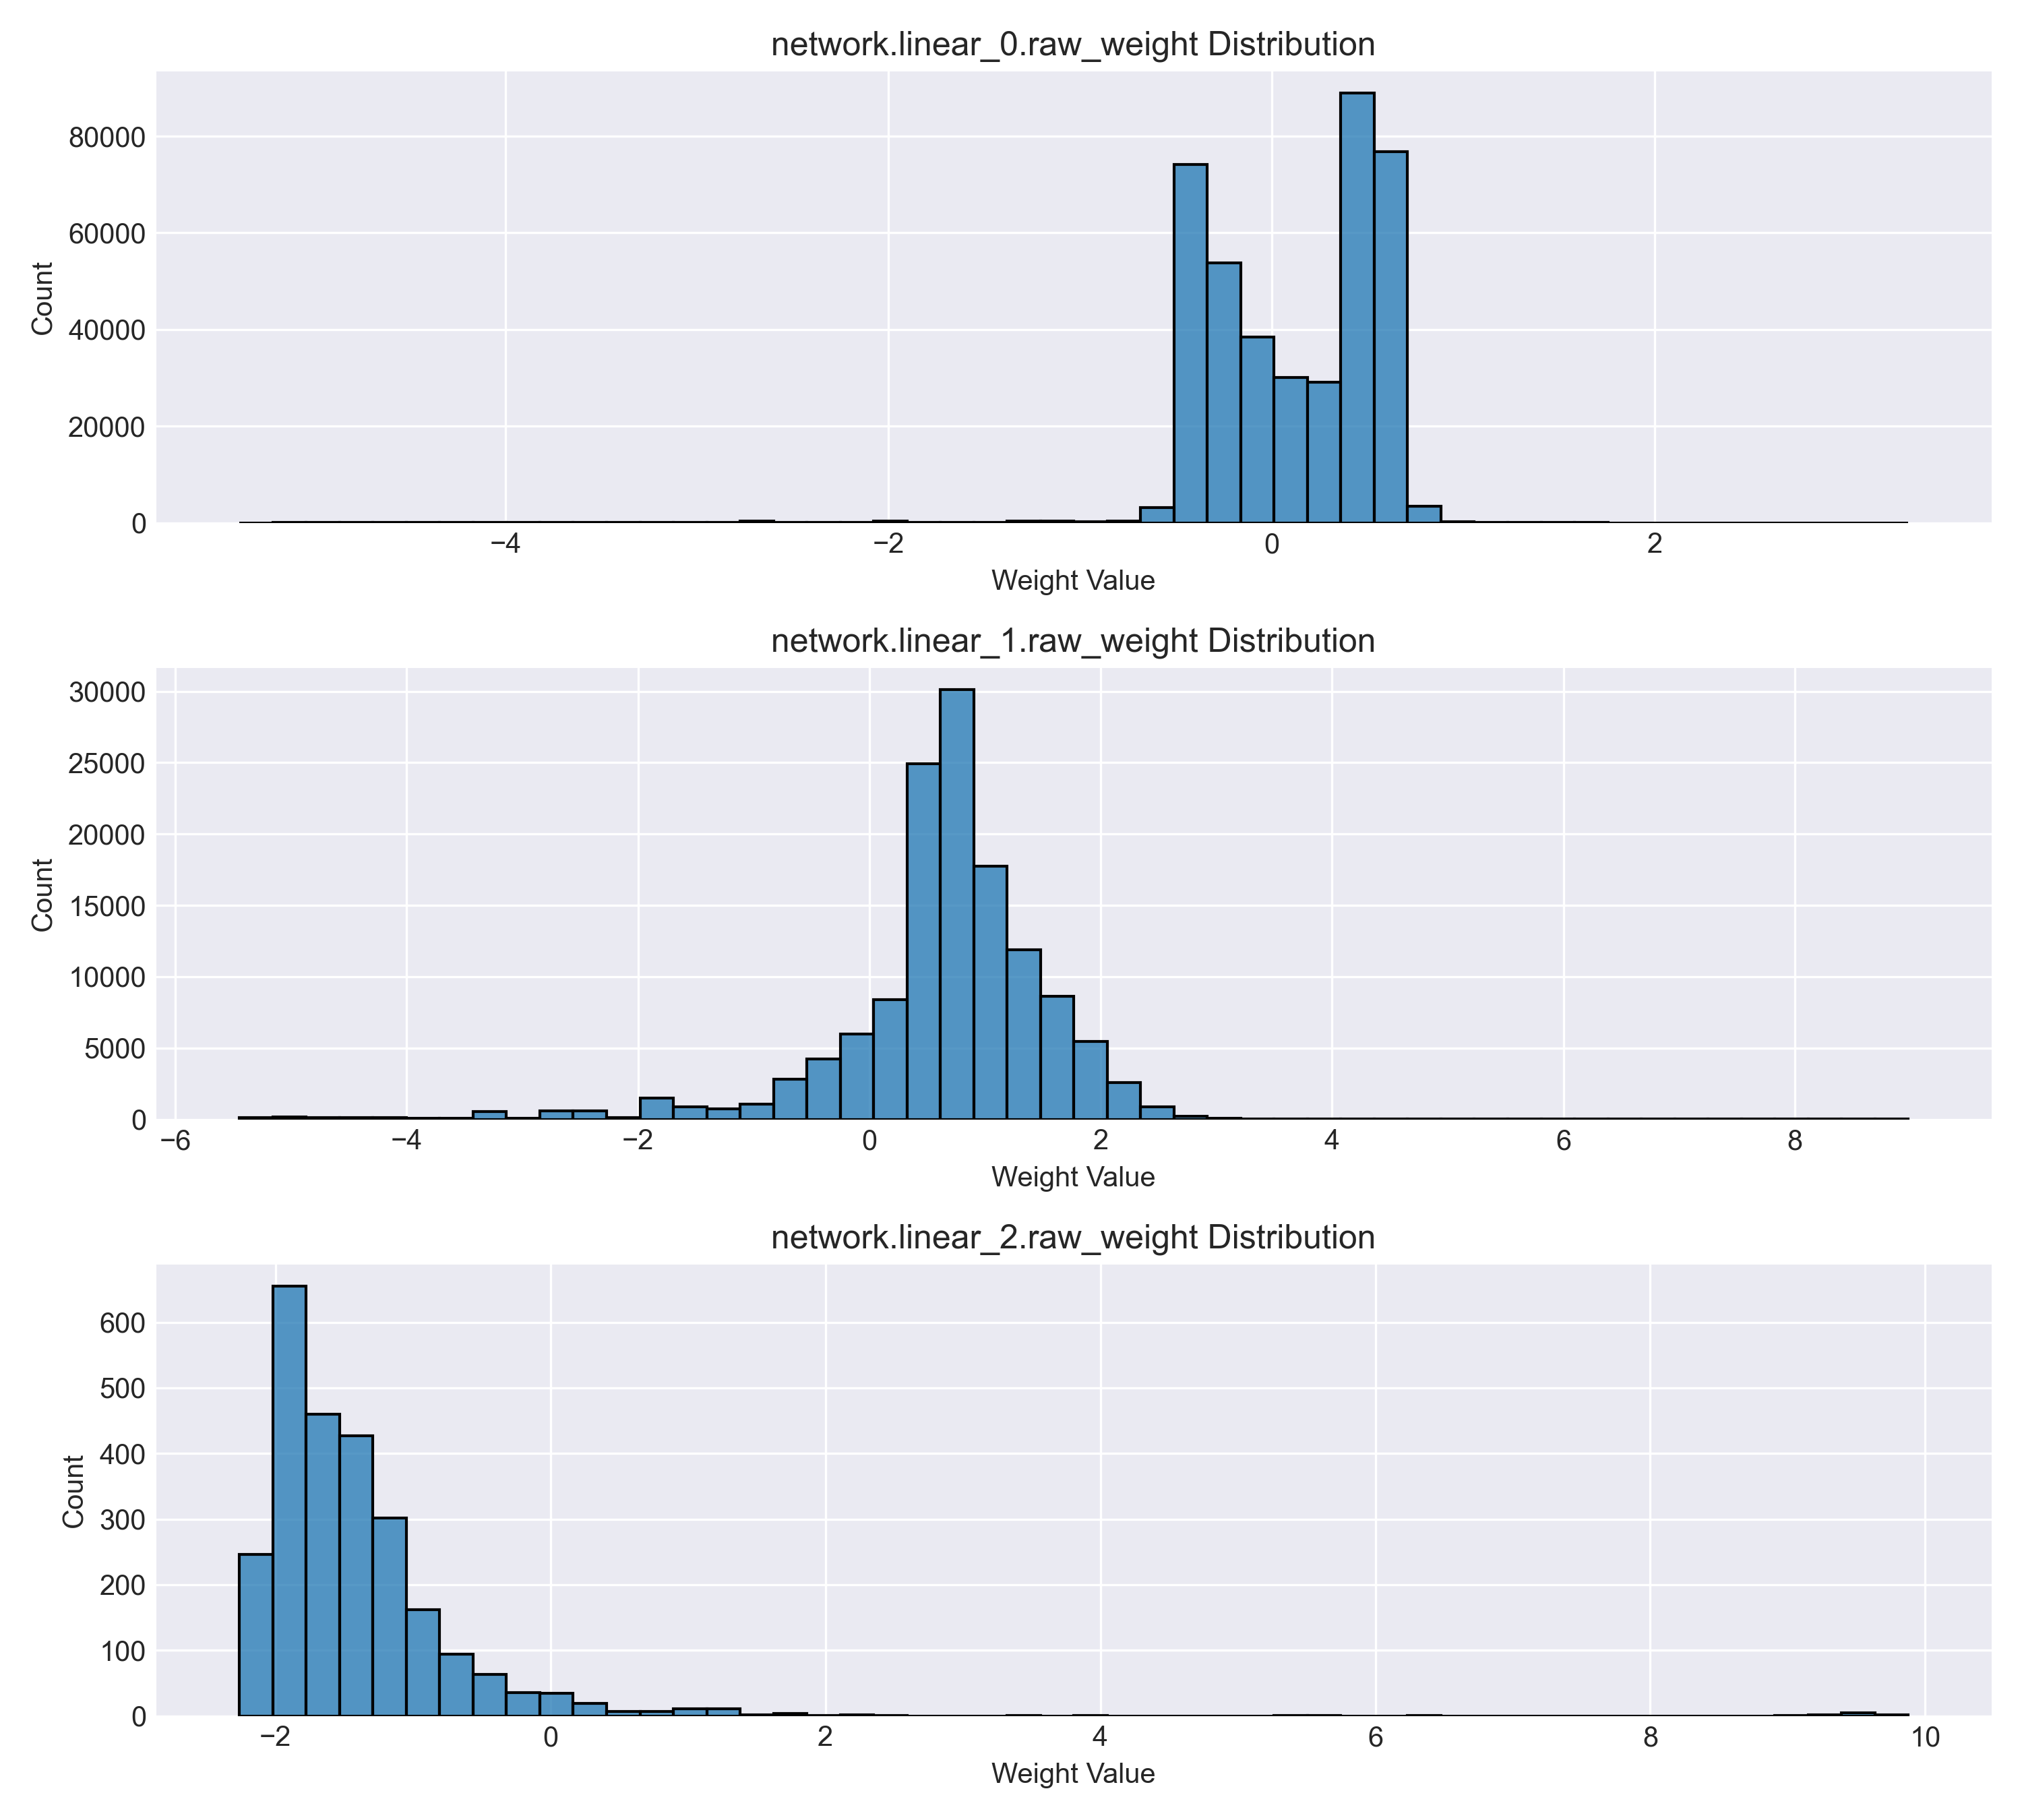 network.linear_0.raw_weight Distribution
80000
60000
40000
20000
0
Count
−4 −2 0 2
Weight Value
network.linear_1.raw_weight Distribution
30000
25000
20000
15000
10000
5000
0
Count
−6 −4 −2 0 2 4 6 8
Weight Value
network.linear_2.raw_weight Distribution
600
500
400
300
200
100
0
Count
−2 0 2 4 6 8 10
Weight Value